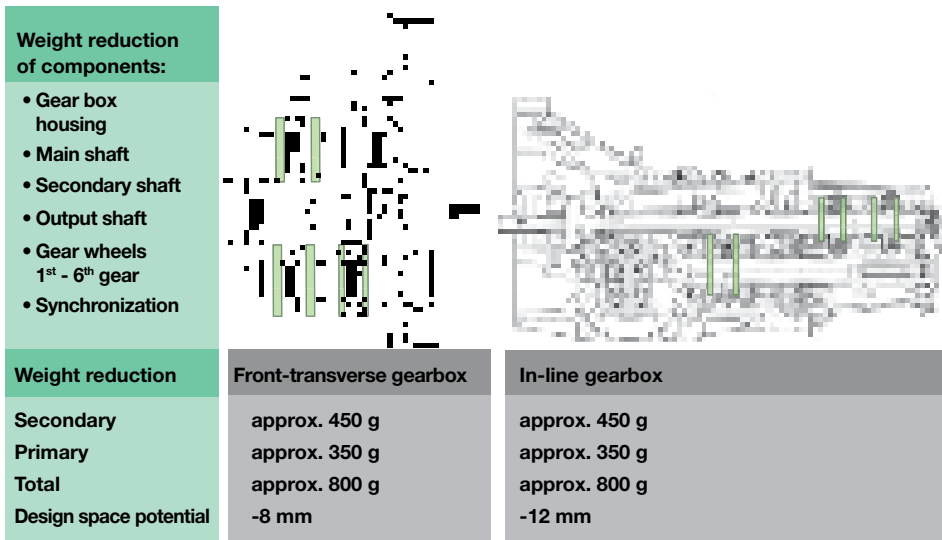 Weight reduction
of components:
• Gear box
housing
• Main shaft
• Secondary shaft
• Output shaft
• Gear wheels
1st - 6th gear
• Synchronization
Weight reduction Front-transverse gearbox In-line gearbox
Secondary approx. 450 g approx. 450 g
Primary approx. 350 g approx. 350 g
Total approx. 800 g approx. 800 g
Design space potential -8 mm -12 mm